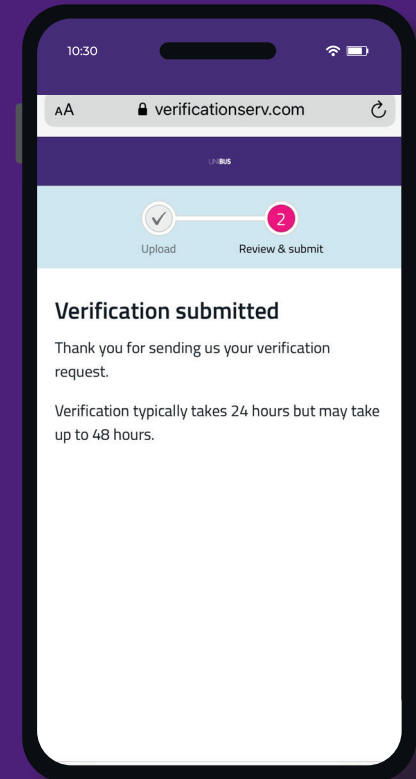 10:30
AA verificationserv.com
UNIBUS
2
Upload Review & submit
Verification submitted
Thank you for sending us your verification
request.
Verification typically takes 24 hours but may take
up to 48 hours.